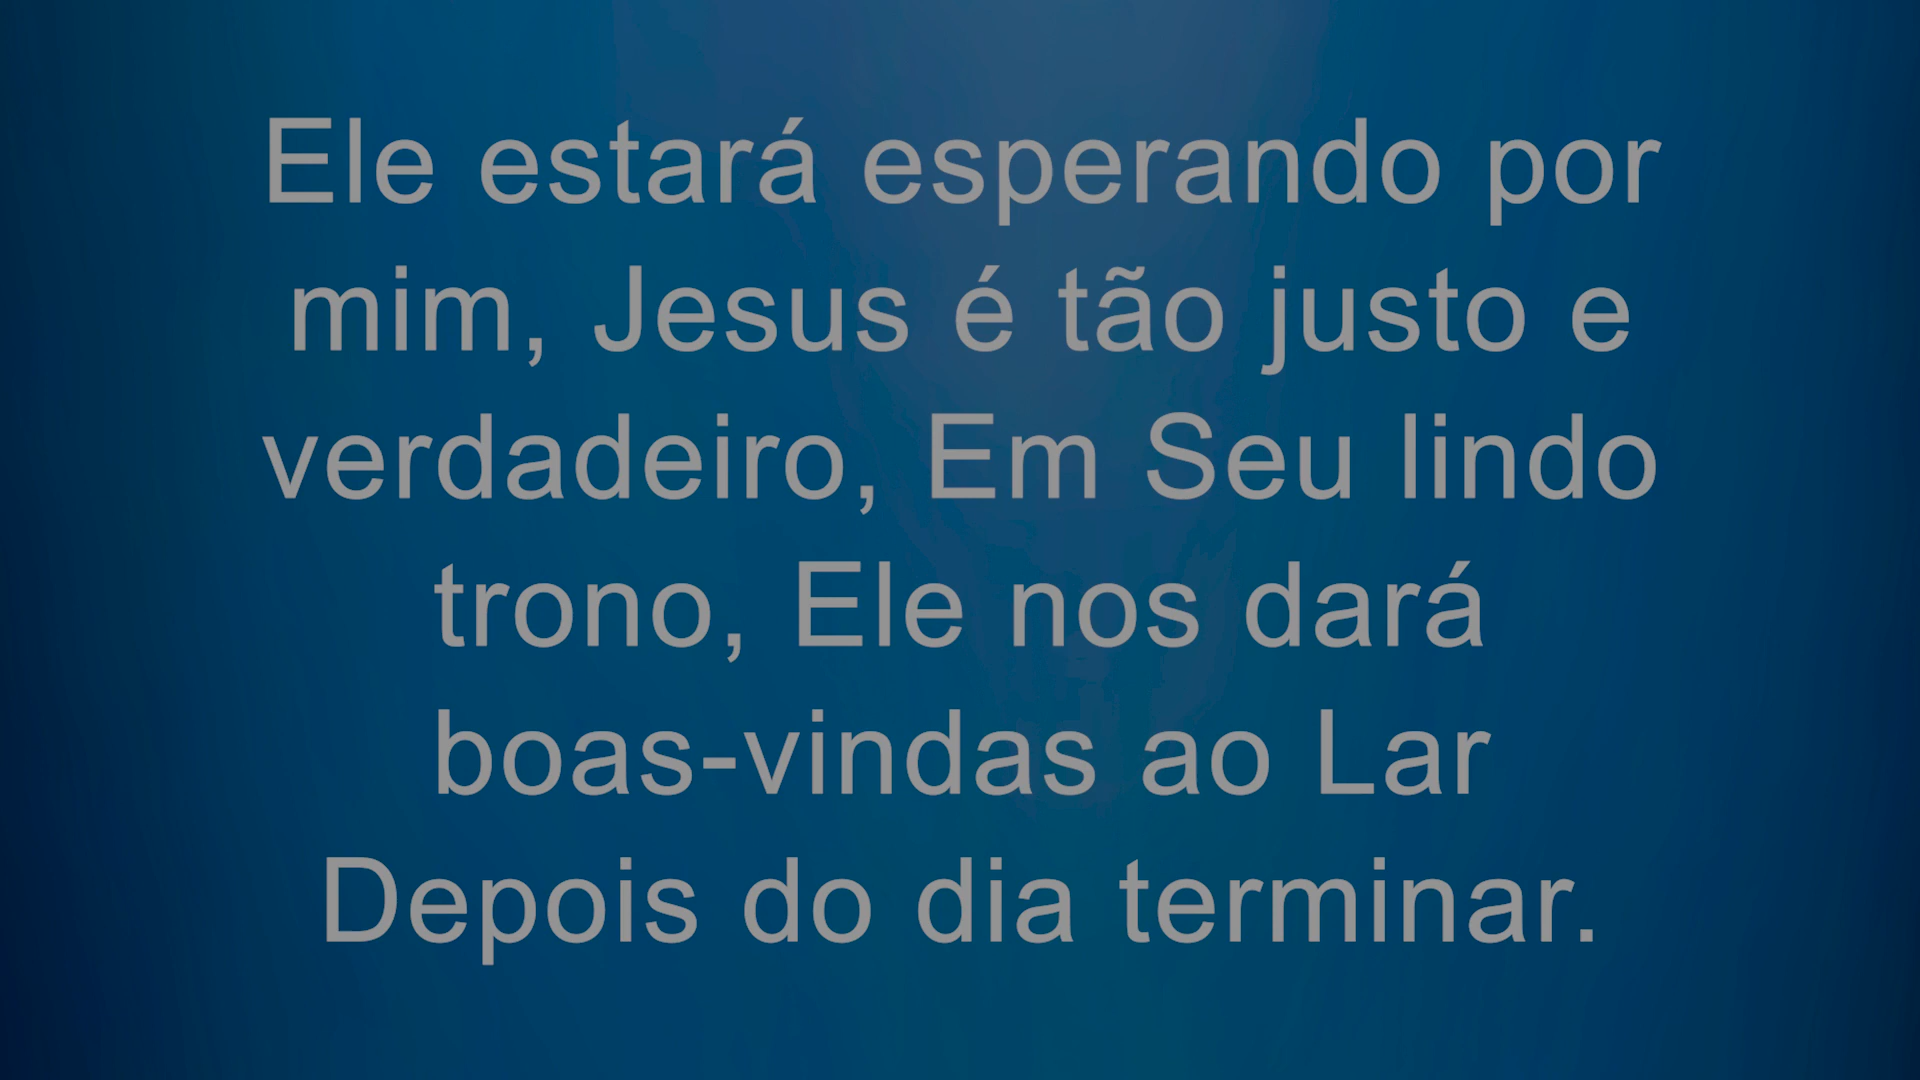 Ele estará esperando por
mim, Jesus é tão justo e
verdadeiro, Em Seu lindo
trono, Ele nos dará
boas-vindas ao Lar
Depois do dia terminar.